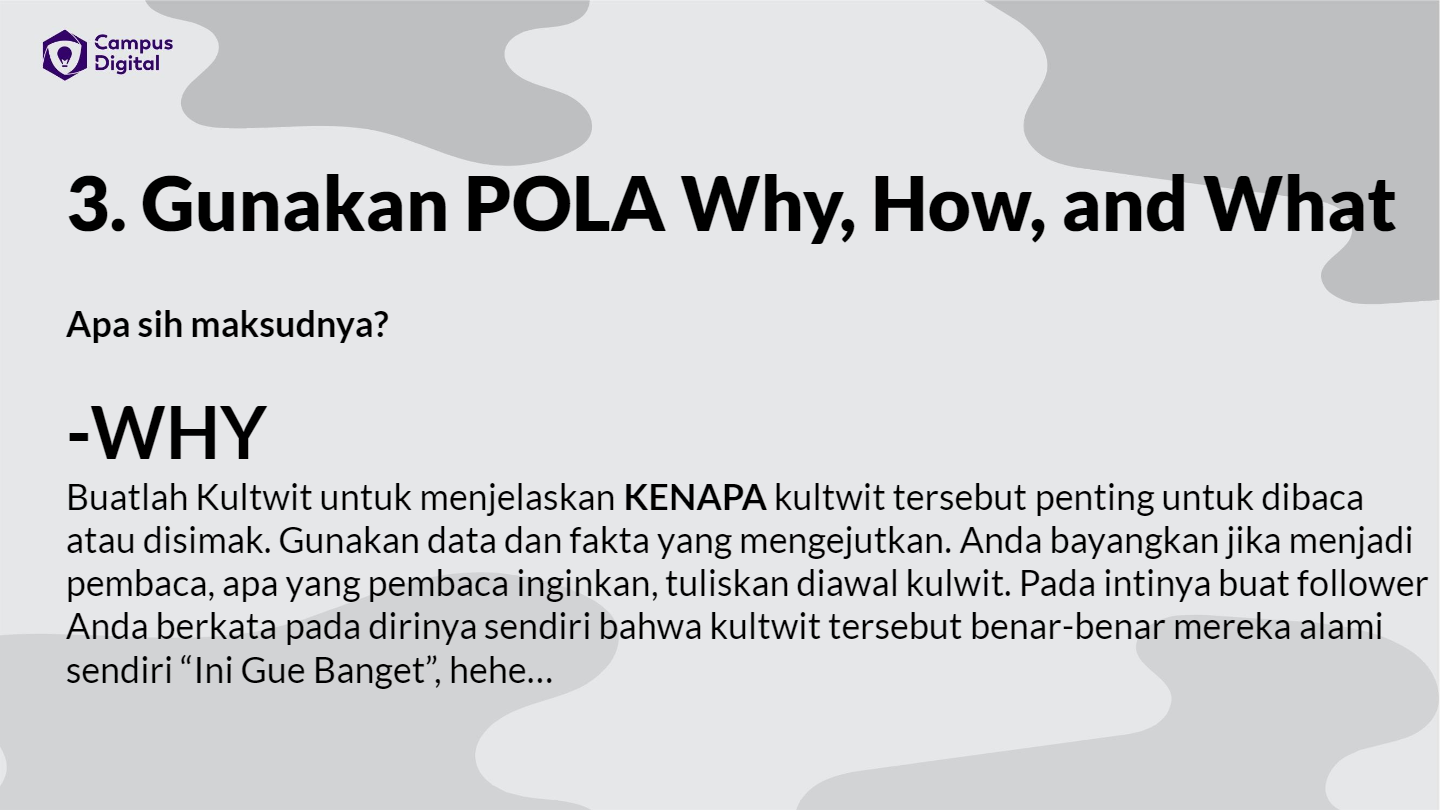 Campus
Digital
3. Gunakan POLA Why, How, and What
Apa sih maksudnya?
-WHY
Buatlah Kultwit untuk menjelaskan KENAPA kultwit tersebut penting untuk dibaca
atau disimak. Gunakan data dan fakta yang mengejutkan. Anda bayangkan jika menjadi
pembaca, apa yang pembaca inginkan, tuliskan diawal kulwit. Pada intinya buat follower
Anda berkata pada dirinya sendiri bahwa kultwit tersebut benar-benar mereka alami
sendiri “Ini Gue Banget”, hehe…